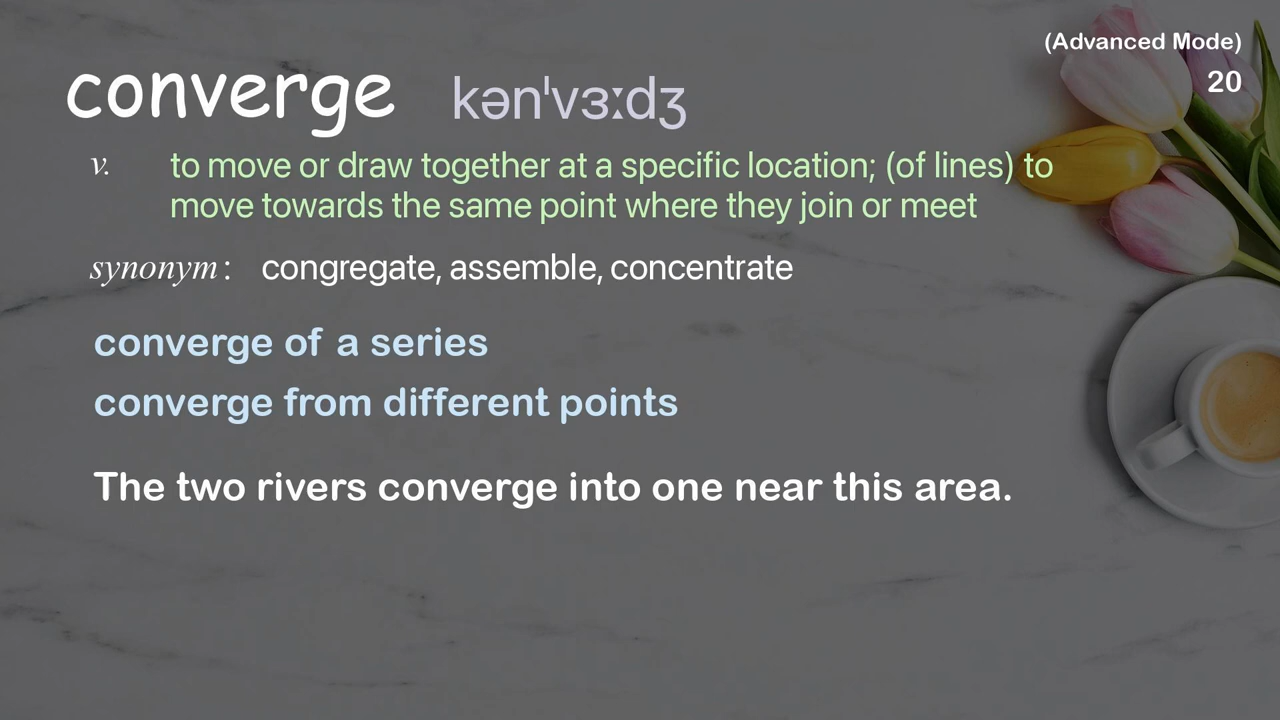 (Advanced Mode)
20
converge kənˈvɜːdʒ
v. to move or draw together at a specific location; (of lines) to
move towards the same point where they join or meet
synonym : congregate, assemble, concentrate
converge of a series
converge from different points
The two rivers converge into one near this area.